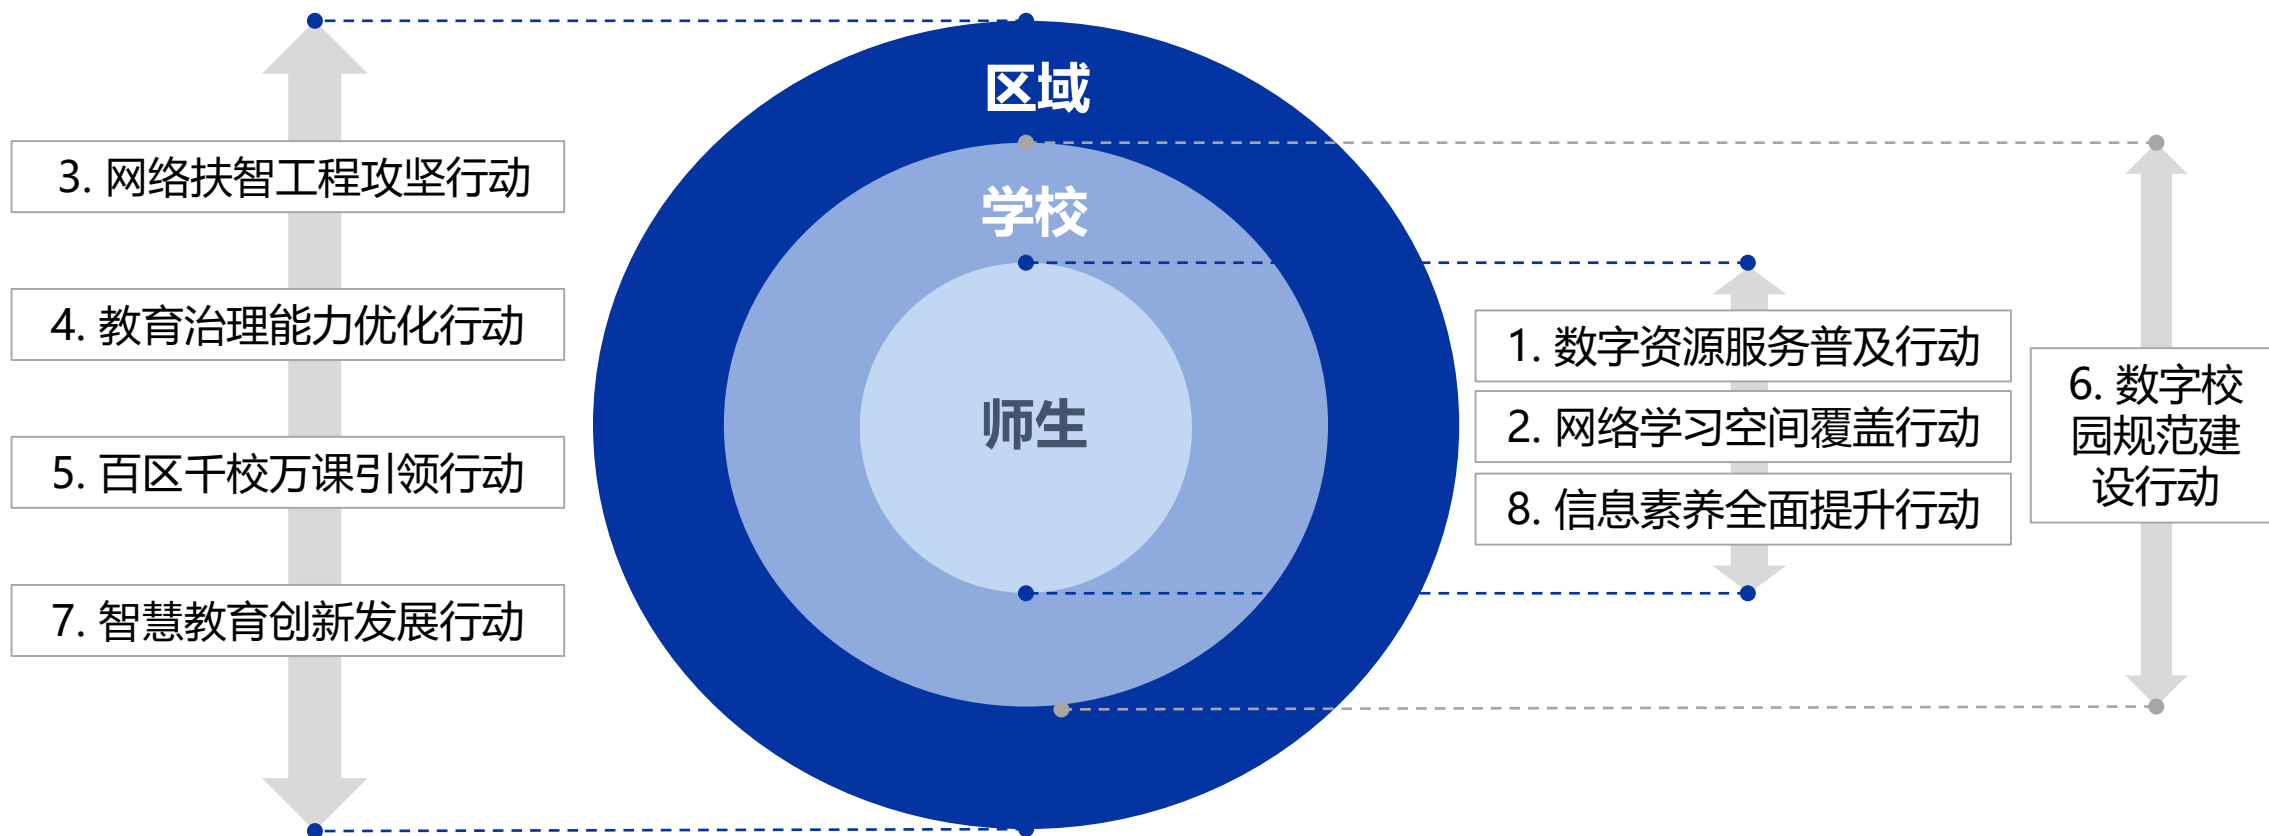 区域
学校
师生
3. 网络扶智工程攻坚行动
4. 教育治理能力优化行动
5. 百区千校万课引领行动
7. 智慧教育创新发展行动
1. 数字资源服务普及行动
2. 网络学习空间覆盖行动
8. 信息素养全面提升行动
6. 数字校
园规范建
设行动